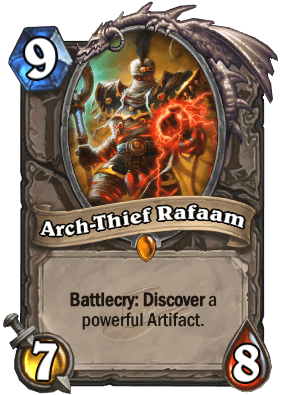 9
Arch-Thief Rafaam
Battlecry: Discover a
powerful Artifact.
7
8